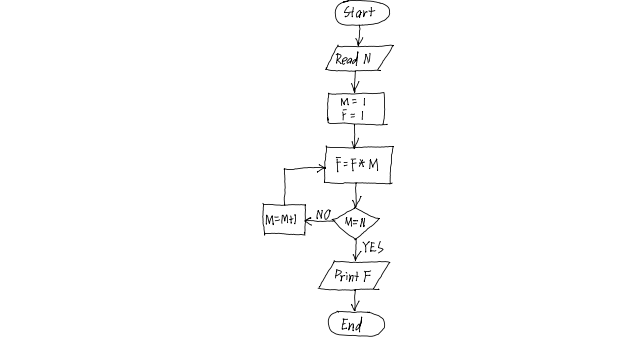 Start
Read N
M = 1
F = 1
F = F * M
M = N
NO
M = M+1
YES
Print F
End